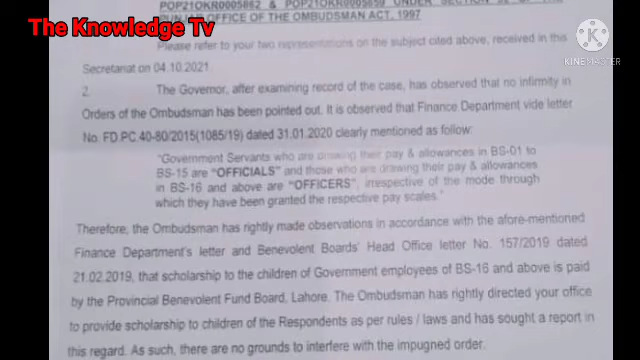 POP21OKR0005862 & POP21OKR0005859 UNDER SECTION
OFFICE OF THE OMBUDSMAN ACT, 1997
The Knowledge Tv
KINEMASTER
Please refer to your two representations on the subject cited above, received in this
Secretariat on 04.10.2021.
2. The Governor, after examining record of the case, has observed that no infirmity in
Orders of the Ombudsman has been pointed out. It is observed that Finance Department vide letter
No. FD.PC.40-80/2015(1085/19) dated 31.01.2020 clearly mentioned as follow:
"Government Servants who are drawing their pay & allowances in BS-01 to
BS-15 are "OFFICIALS" and those who are drawing their pay & allowances
in BS-16 and above are "OFFICERS", irrespective of the mode through
which they have been granted the respective pay scales."
Therefore, the Ombudsman has rightly made observations in accordance with the afore-mentioned
Finance Department's letter and Benevolent Boards' Head Office letter No. 157/2019 dated
21.02.2019, that scholarship to the children of Government employees of BS-16 and above is paid
by the Provincial Benevolent Fund Board, Lahore. The Ombudsman has rightly directed your office
to provide scholarship to children of the Respondents as per rules / laws and has sought a report in
this regard. As such, there are no grounds to interfere with the impugned order.